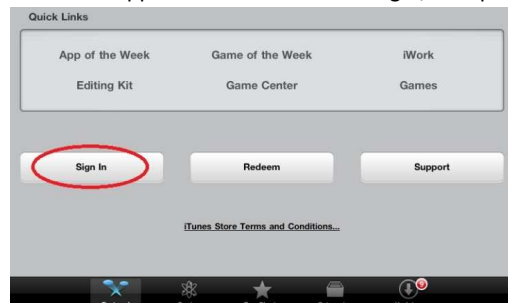 Quick Links
App of the Week Game of the Week iWork
Editing Kit Game Center Games
Sign In Redeem Support
iTunes Store Terms and Conditions...